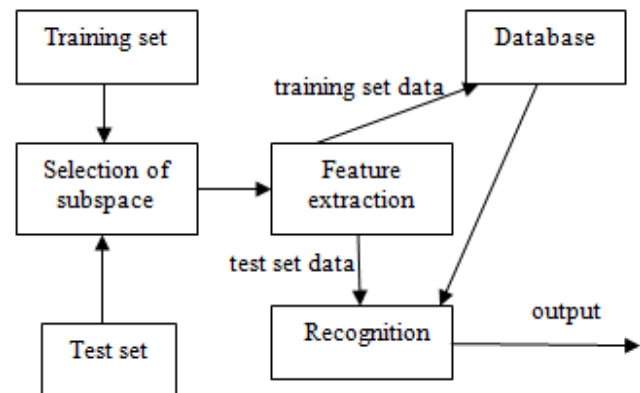 Training set
Database
training set data
Selection of
subspace
Feature
extraction
test set data
Test set
Recognition
output